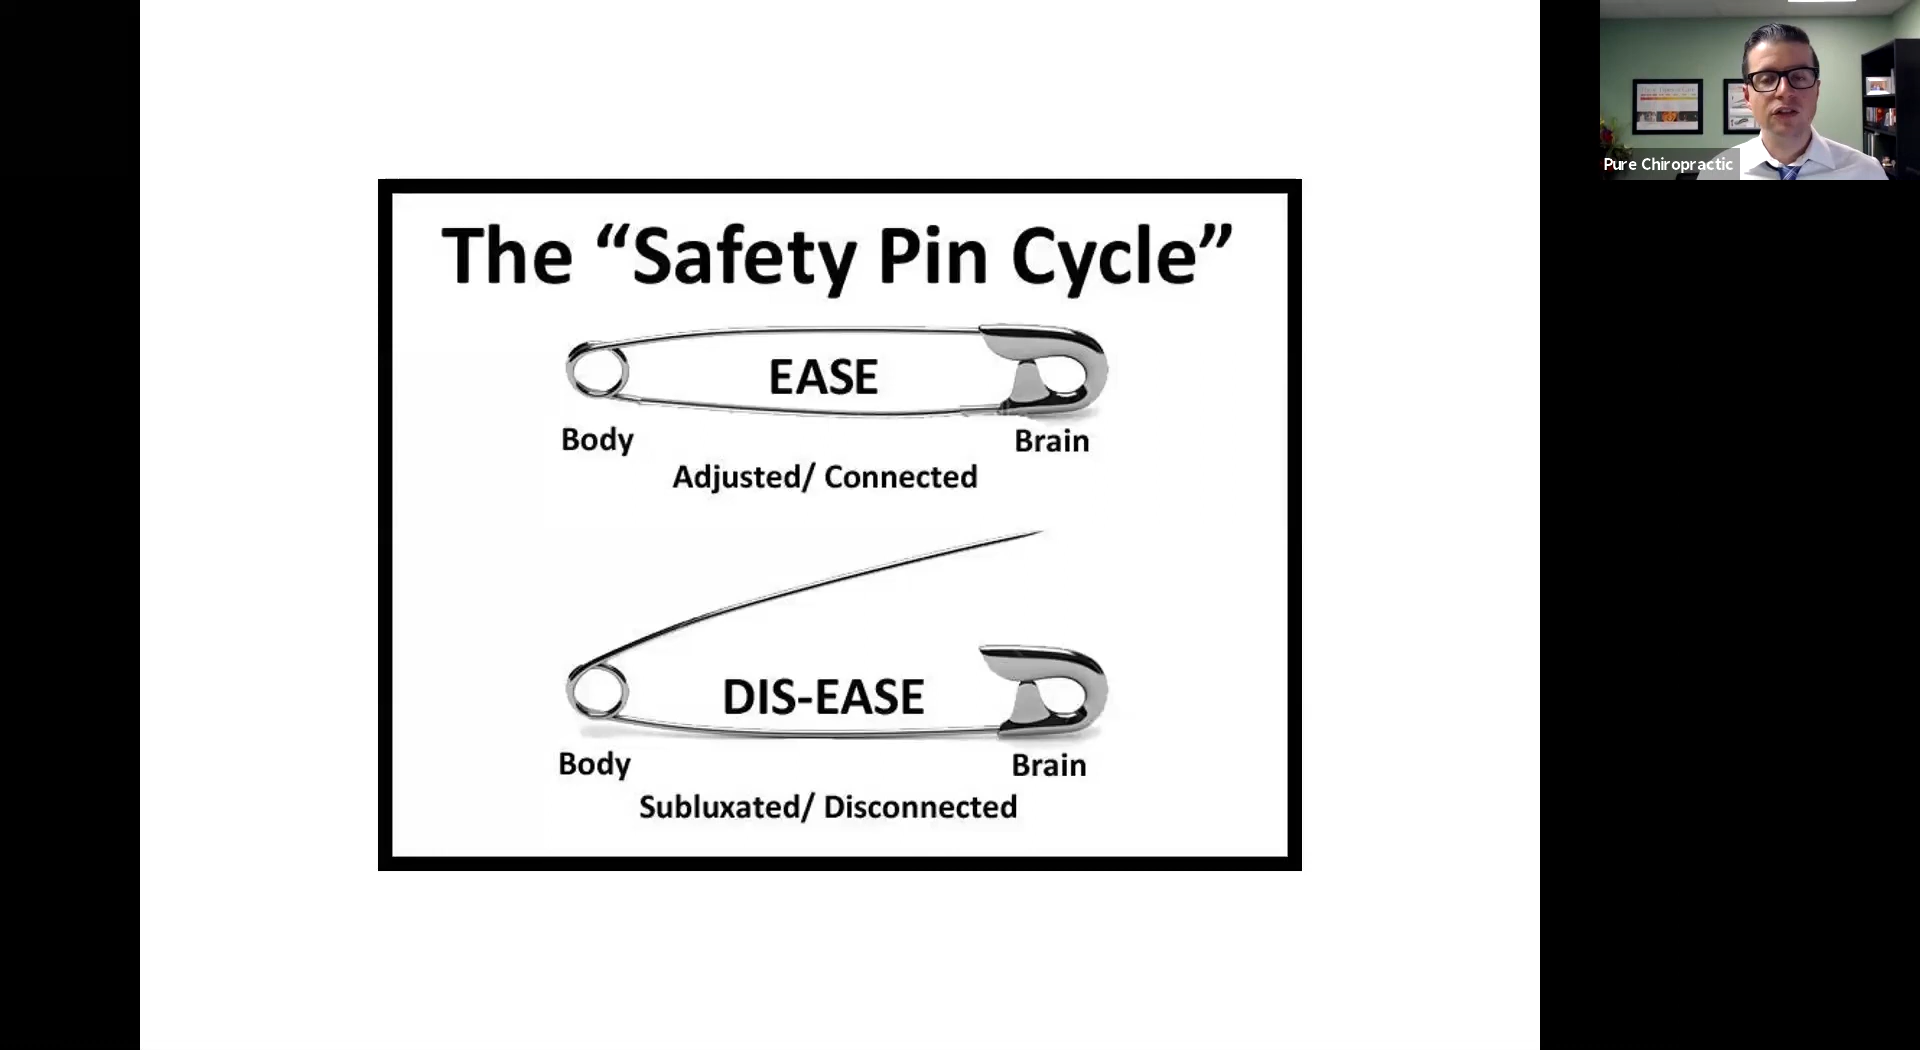 The “Safety Pin Cycle”
EASE
Body
Brain
Adjusted/ Connected
DIS-EASE
Body
Brain
Subluxated/ Disconnected
Pure Chiropractic